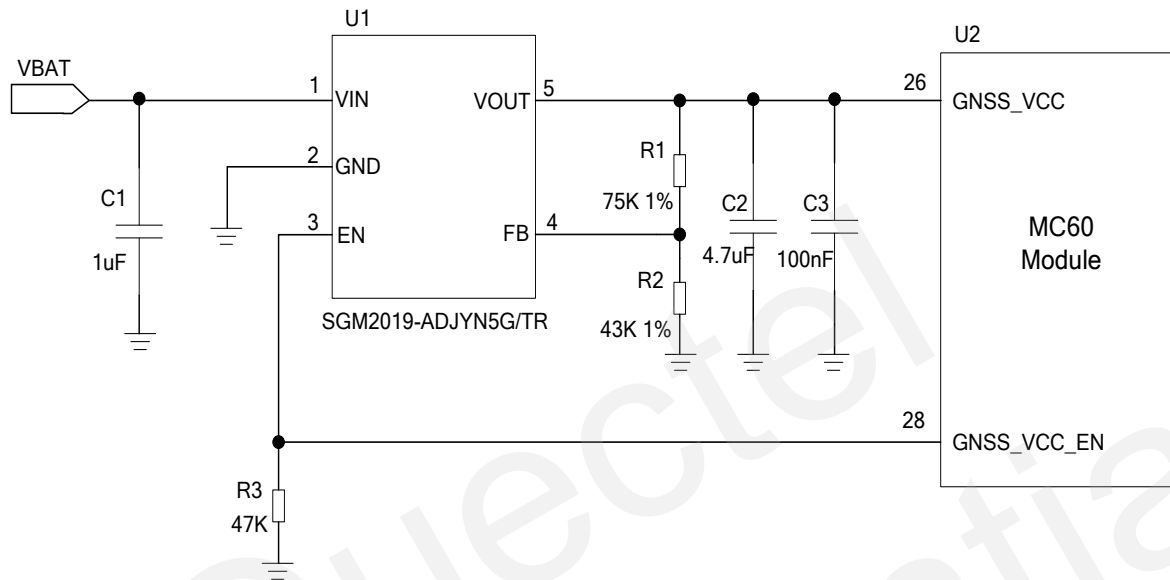 U1
U2
VBAT
1
VIN
VOUT
5
26
GNSS_VCC
2
GND
R1
75K 1%
C1
1uF
3
EN
FB
4
C2
4.7uF
C3
100nF
MC60
Module
R2
43K 1%
SGM2019-ADJYN5G/TR
28
GNSS_VCC_EN
R3
47K
Quectel